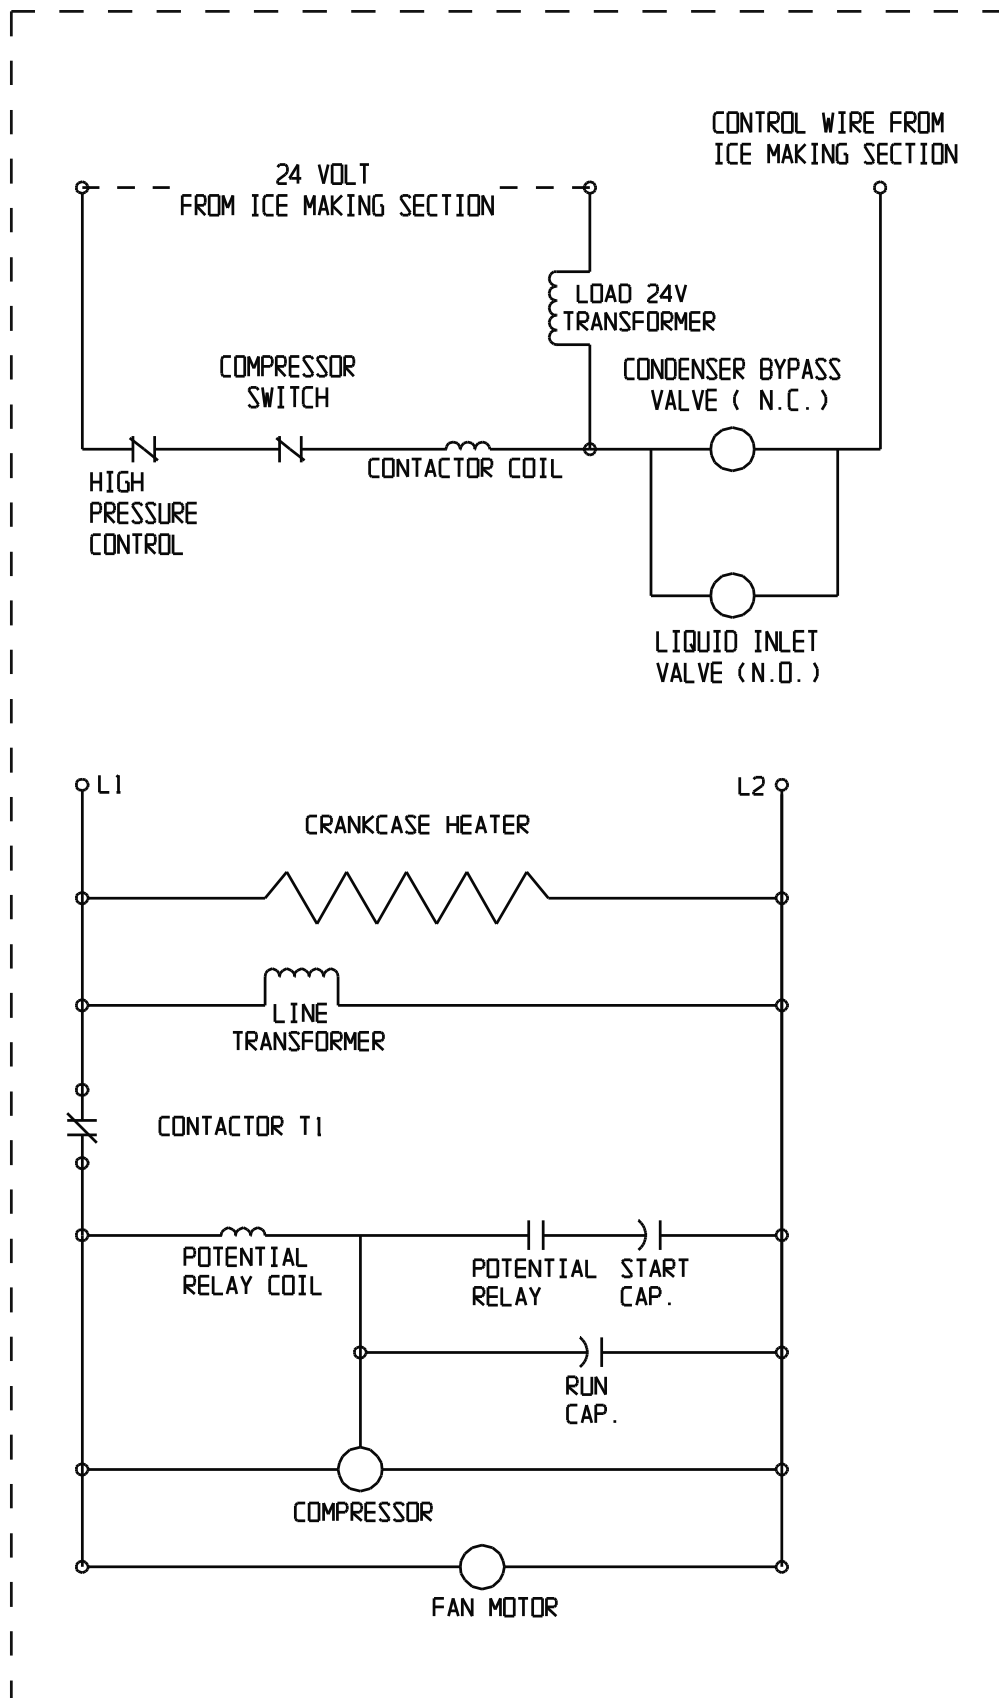 CONTROL WIRE FROM
ICE MAKING SECTION
24 VOLT
FROM ICE MAKING SECTION
LOAD 24V
TRANSFORMER
COMPRESSOR
SWITCH
CONDENSER BYPASS
VALVE ( N.C.)
CONTACTOR COIL
HIGH
PRESSURE
CONTROL
LIQUID INLET
VALVE (N.O.)
L1
L2
CRANKCASE HEATER
LINE
TRANSFORMER
CONTACTOR T1
POTENTIAL
RELAY COIL
POTENTIAL
RELAY
START
CAP.
RUN
CAP.
COMPRESSOR
FAN MOTOR